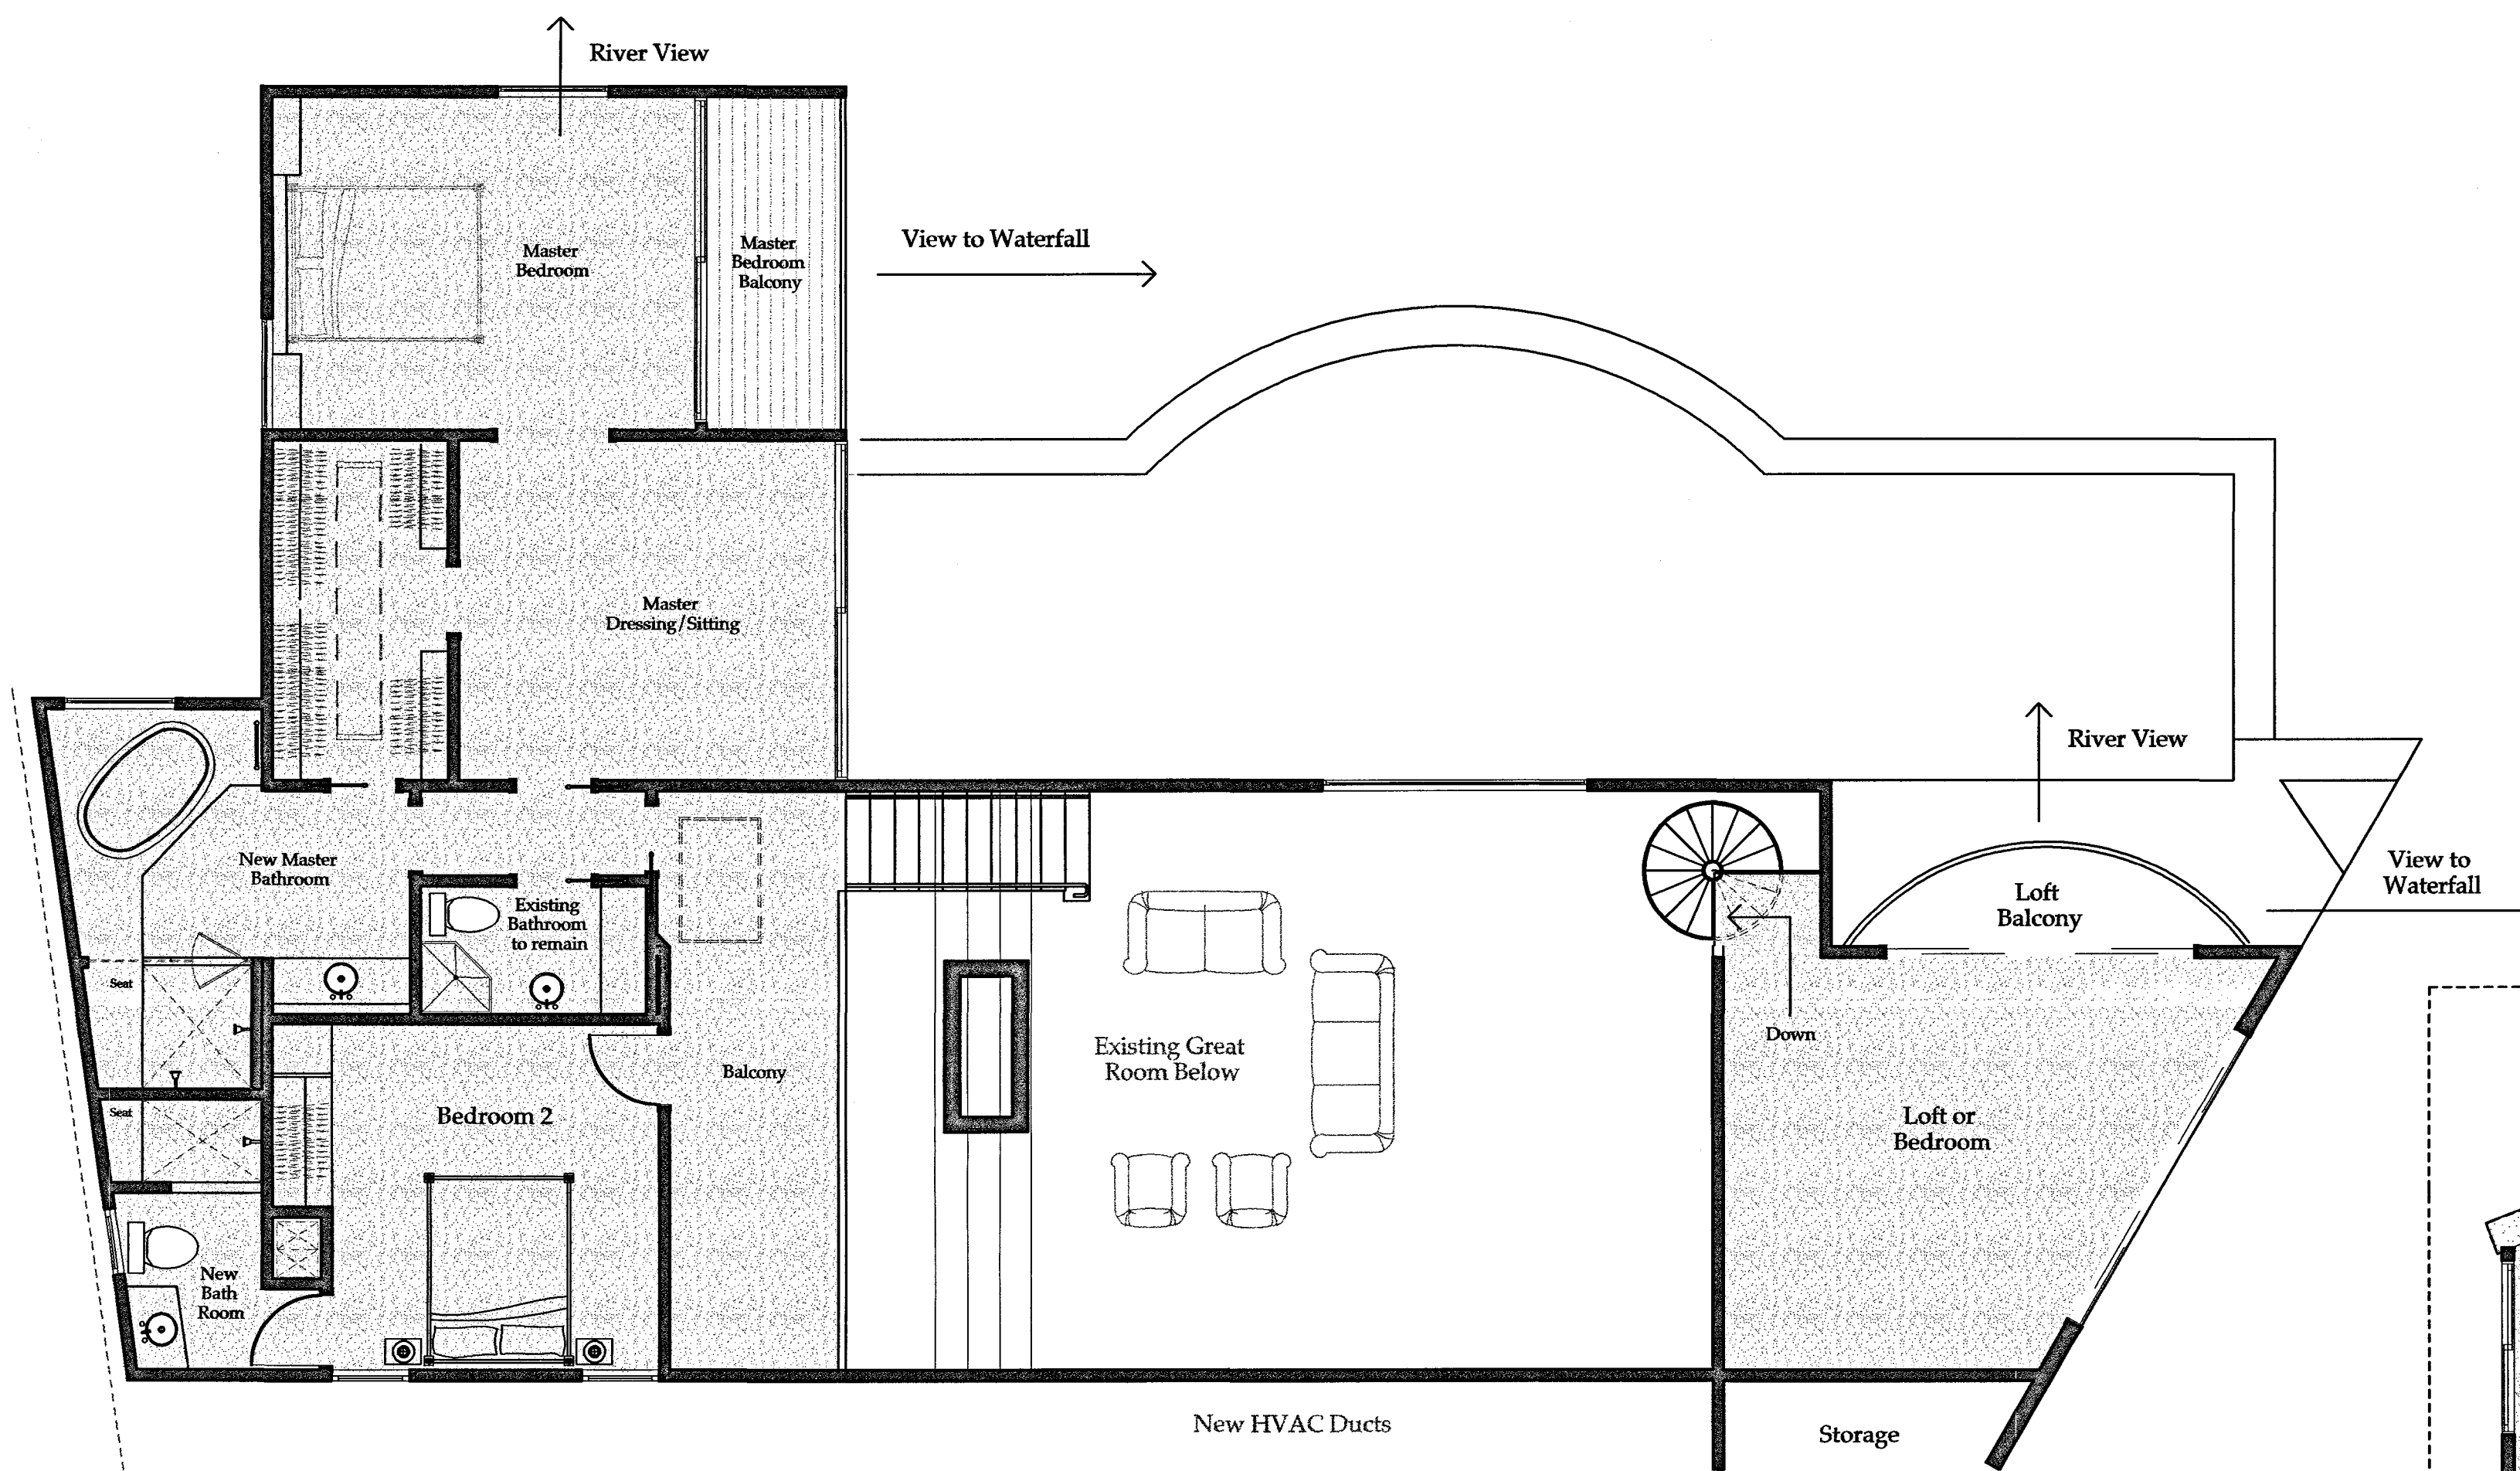 River View
Master
Bedroom
Master
Bedroom
Balcony
View to Waterfall
Master
Dressing/Sitting
River View
New Master
Bathroom
Existing
Bathroom
to remain
Loft
Balcony
View to
Waterfall
Seat
Down
Existing Great
Room Below
Balcony
Seat
Bedroom 2
Loft or
Bedroom
New
Bath
Room
New HVAC Ducts
Storage